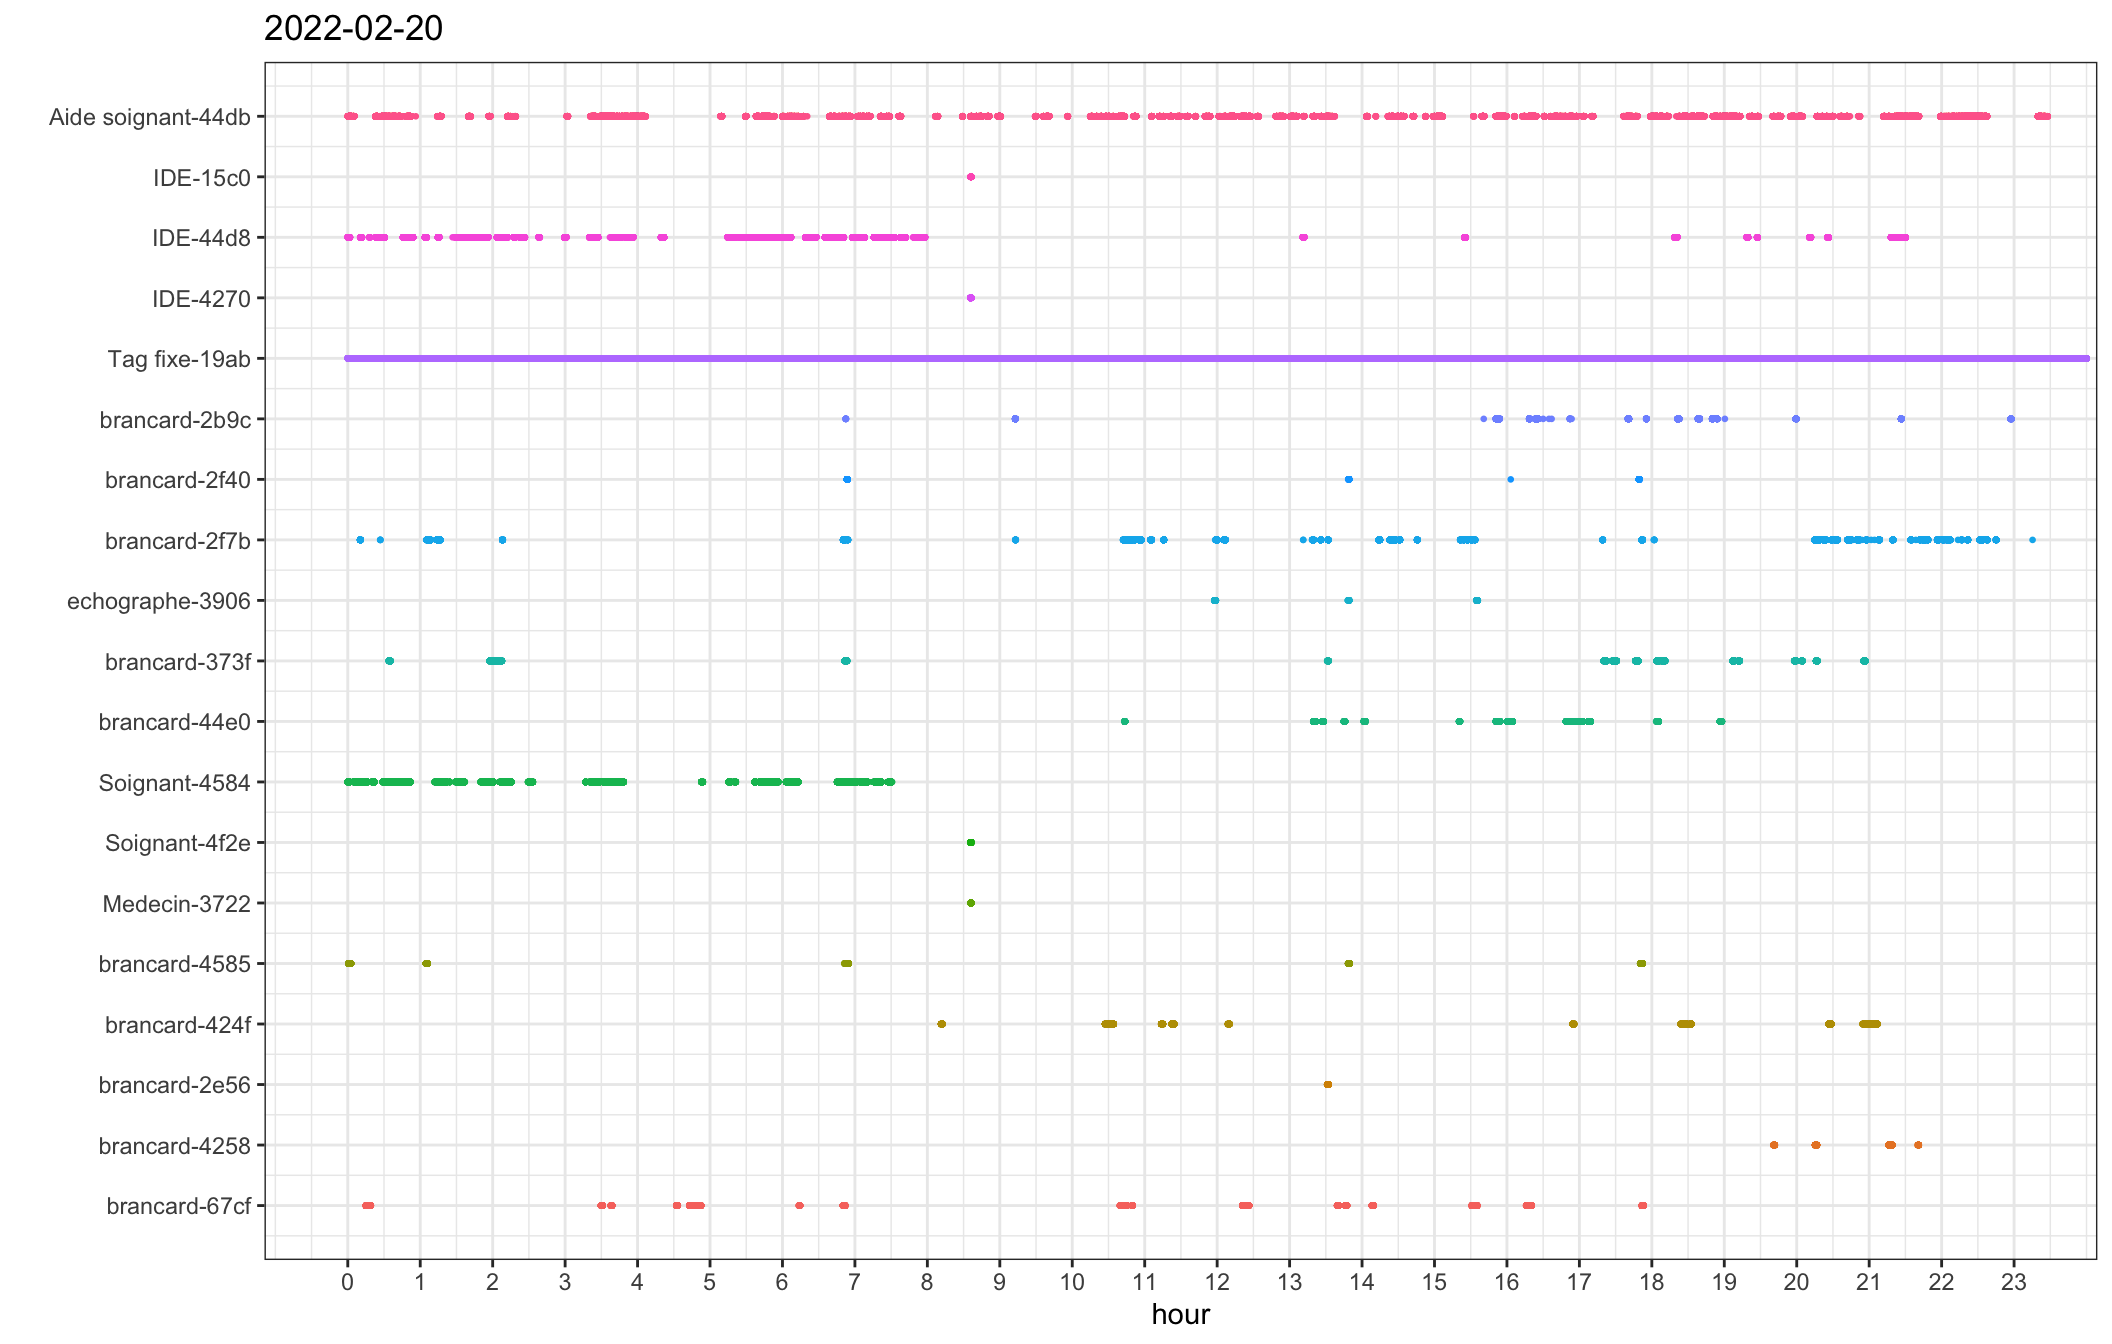 2022-02-20
Aide soignant-44db
IDE-15c0
IDE-44d8
IDE-4270
Tag fixe-19ab
brancard-2b9c
brancard-2f40
brancard-2f7b
echographe-3906
brancard-373f
brancard-44e0
Soignant-4584
Soignant-4f2e
Medecin-3722
brancard-4585
brancard-424f
brancard-2e56
brancard-4258
brancard-67cf
0 1 2 3 4 5 6 7 8 9 10 11 12 13 14 15 16 17 18 19 20 21 22 23
hour